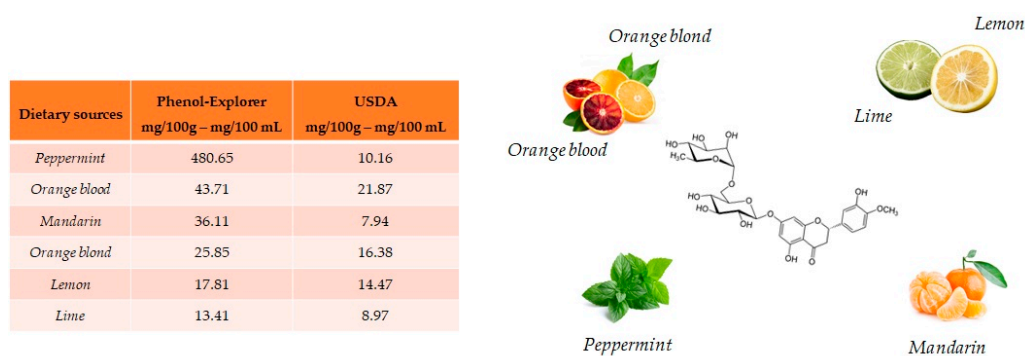 Dietary sources Phenol-Explorer mg/100g – mg/100 mL USDA mg/100g – mg/100 mL
Peppermint 480.65 10.16
Orange blood 43.71 21.87
Mandarin 36.11 7.94
Orange blond 25.85 16.38
Lemon 17.81 14.47
Lime 13.41 8.97
Orange blond
Orange blood
Lemon
Lime
OH
HO
HO
H₃C
O
O
O
HO
HO
OH
O
O
O
OH
OCH₃
OH
O
Peppermint
Mandarin